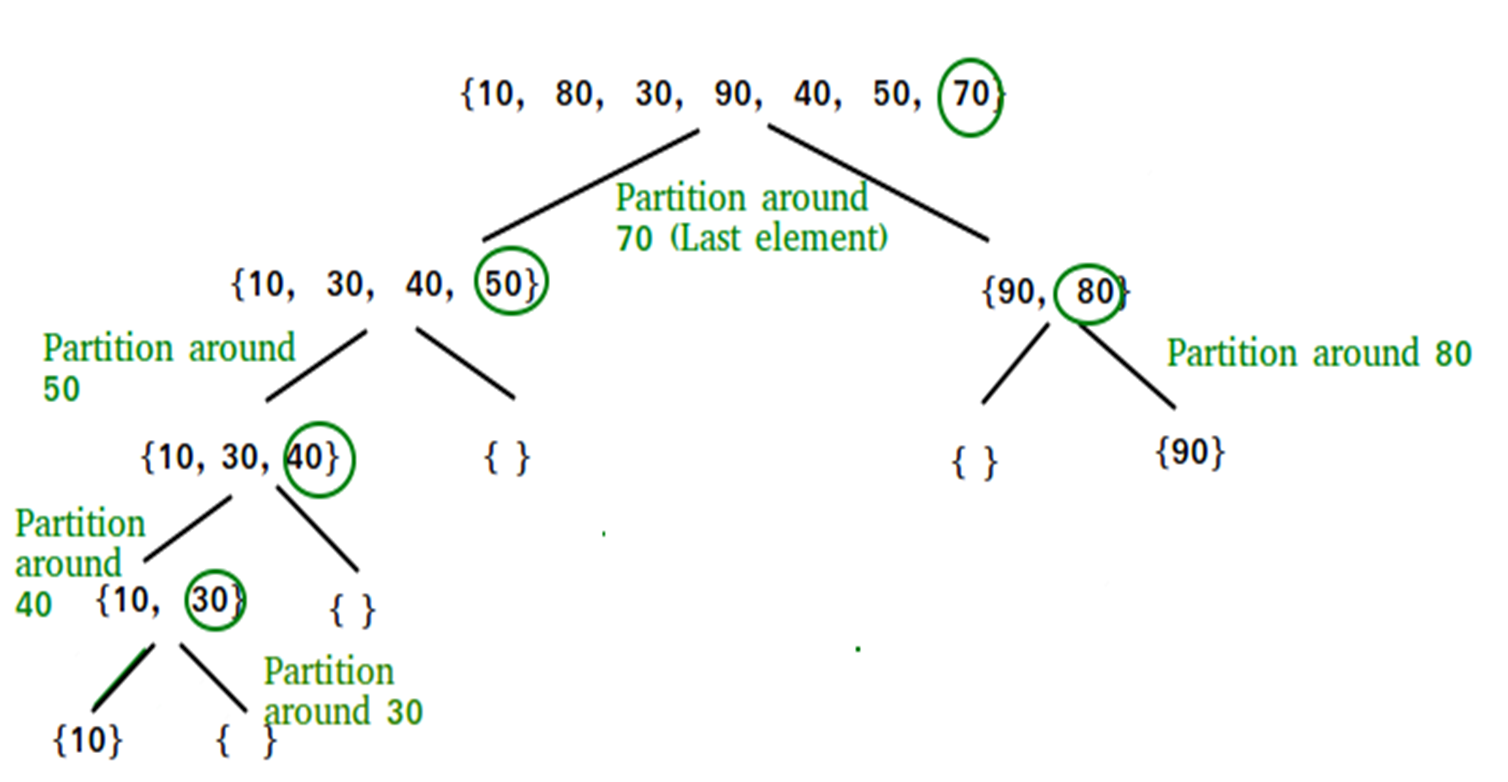 {10, 80, 30, 90, 40, 50, 70}
Partition around
70 (Last element)
{10, 30, 40, 50}
{90, 80}
Partition around
50
Partition around 80
{10, 30, 40}
{ }
{ }
{90}
Partition
around
40
{10, 30}
{ }
Partition
around 30
{10}
{ }